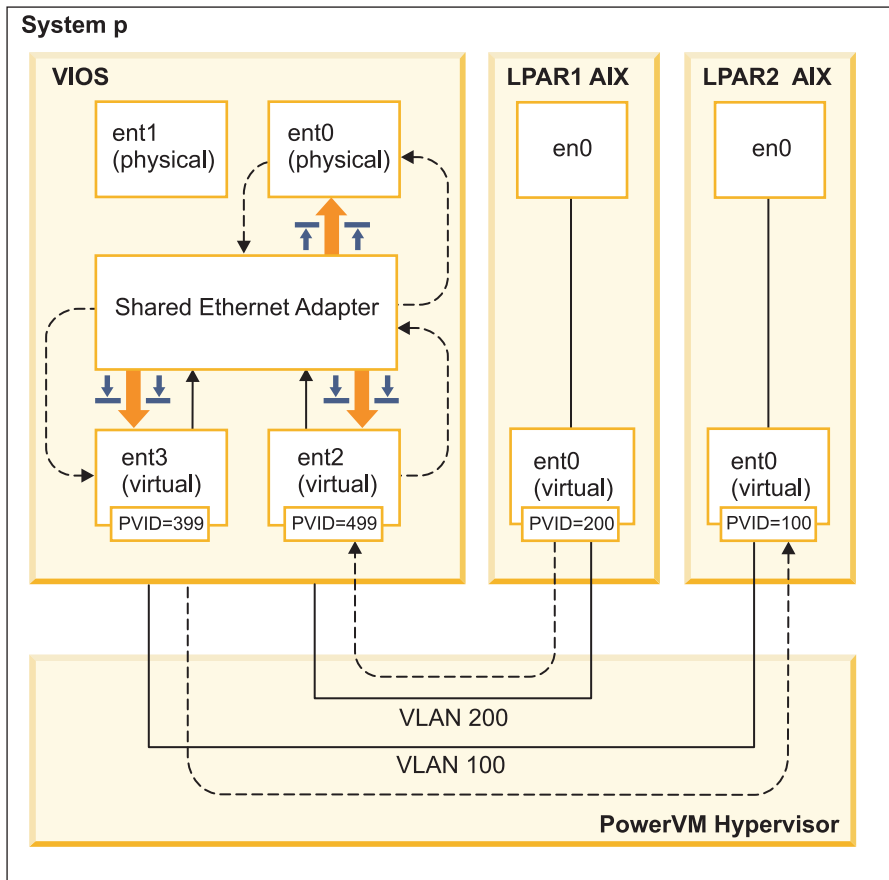 System p
VIOS
ent1
(physical)
ent0
(physical)
Shared Ethernet Adapter
ent3
(virtual)
PVID=399
ent2
(virtual)
PVID=499
LPAR1 AIX
en0
ent0
(virtual)
PVID=200
LPAR2 AIX
en0
ent0
(virtual)
PVID=100
VLAN 200
VLAN 100
PowerVM Hypervisor